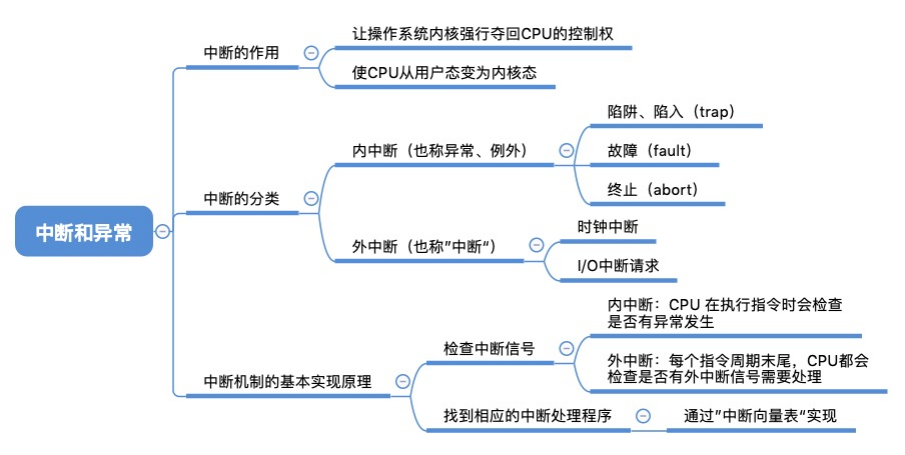 中断和异常
中断的作用
让操作系统内核强行夺回CPU的控制权
使CPU从用户态变为内核态
中断的分类
内中断（也称异常、例外）
陷阱、陷入（trap）
故障（fault）
终止（abort）
外中断（也称”中断“）
时钟中断
I/O中断请求
中断机制的基本实现原理
检查中断信号
内中断：CPU 在执行指令时会检查
是否有异常发生
外中断：每个指令周期末尾，CPU都会
检查是否有外中断信号需要处理
找到相应的中断处理程序
通过”中断向量表“实现